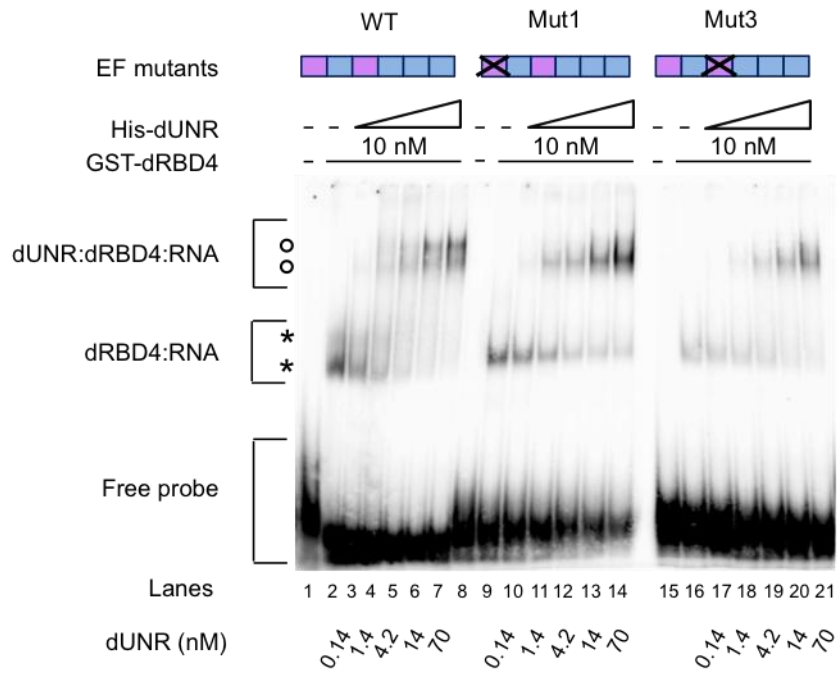 WT Mut1 Mut3
EF mutants
His-dUNR - - - - - -
10 nM 10 nM 10 nM
GST-dRBD4 - - -
dUNR:dRBD4:RNA
dRBD4:RNA * *
Free probe
Lanes 1 2 3 4 5 6 7 8 9 10 11 12 13 14 15 16 17 18 19 20 21
dUNR (nM) 0.14 1.4 4.2 14 70 0.14 1.4 4.2 14 70 0.14 1.4 4.2 14 70